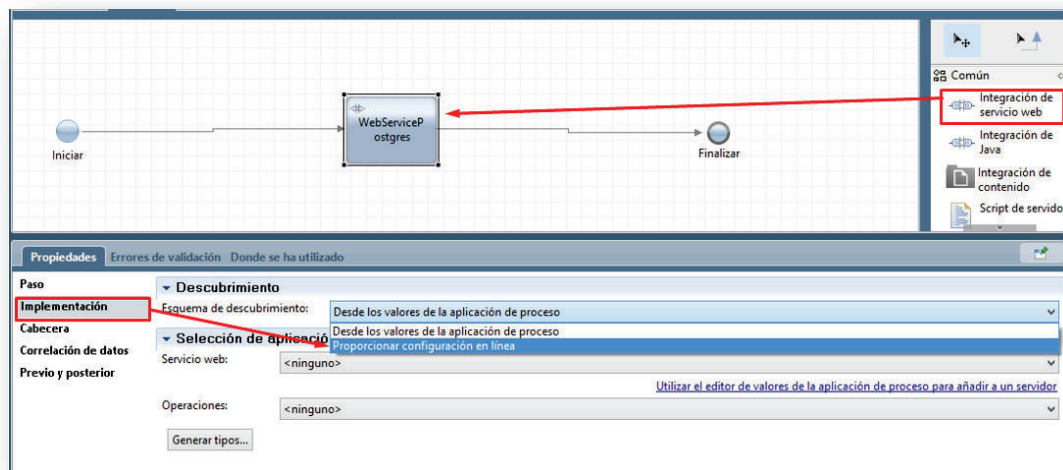 Común
Integración de
servicio web
Integración de
Java
Integración de
contenido
Script de servido
WebServiceP
ostgres
Iniciar
Finalizar
Propiedades Errores de validación Donde se ha utilizado
Paso
Implementación
Cabecera
Correlación de datos
Previo y posterior
Descubrimiento
Esquema de descubrimiento: Desde los valores de la aplicación de proceso
Desde los valores de la aplicación de proceso
Proporcionar configuración en línea
Selección de aplicació
Servicio web: <ninguno>
Utilizar el editor de valores de la aplicación de proceso para añadir a un servidor
Operaciones: <ninguno>
Generar tipos...